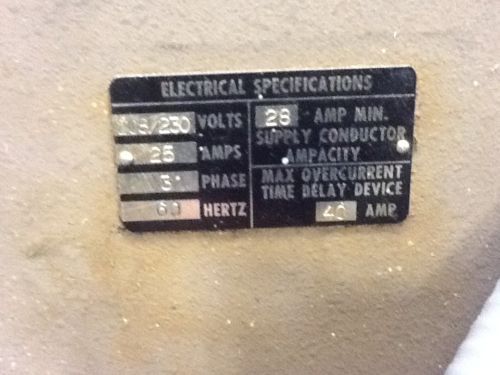 ELECTRICAL SPECIFICATIONS
208/230 VOLTS
25 AMPS
3 PHASE
60 HERTZ
28 AMP MIN.
SUPPLY CONDUCTOR
AMPACITY
MAX OVERCURRENT
TIME DELAY DEVICE
40 AMP